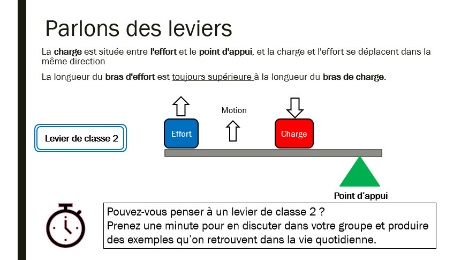 Parlons des leviers
La charge est située entre l'effort et le point d'appui, et la charge et l'effort se déplacent dans la
même direction
La longueur du bras d'effort est toujours supérieure à la longueur du bras de charge.
Motion
Effort
Charge
Levier de classe 2
Point d'appui
Pouvez-vous penser à un levier de classe 2 ?
Prenez une minute pour en discuter dans votre groupe et produire
des exemples qu'on retrouvent dans la vie quotidienne.